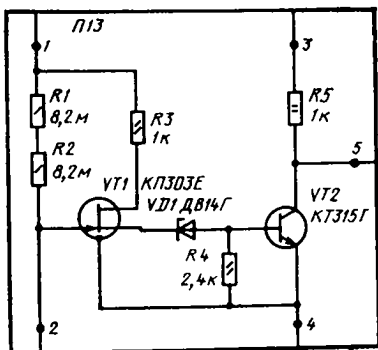 П13
1
3
R1
8,2м
R3
1к
R5
1к
R2
8,2м
5
VT1 КП303Е
VD1 Д814Г
VT2
КТ315Г
R4
2,4к
2
4